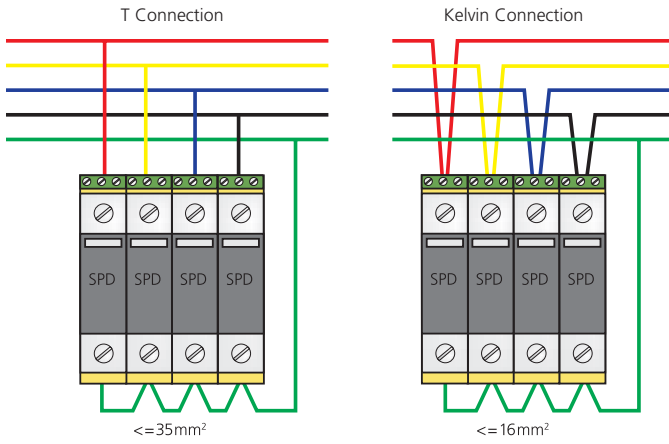 T Connection
Kelvin Connection
SPD SPD SPD SPD
SPD SPD SPD SPD
<=35mm²
<=16mm²